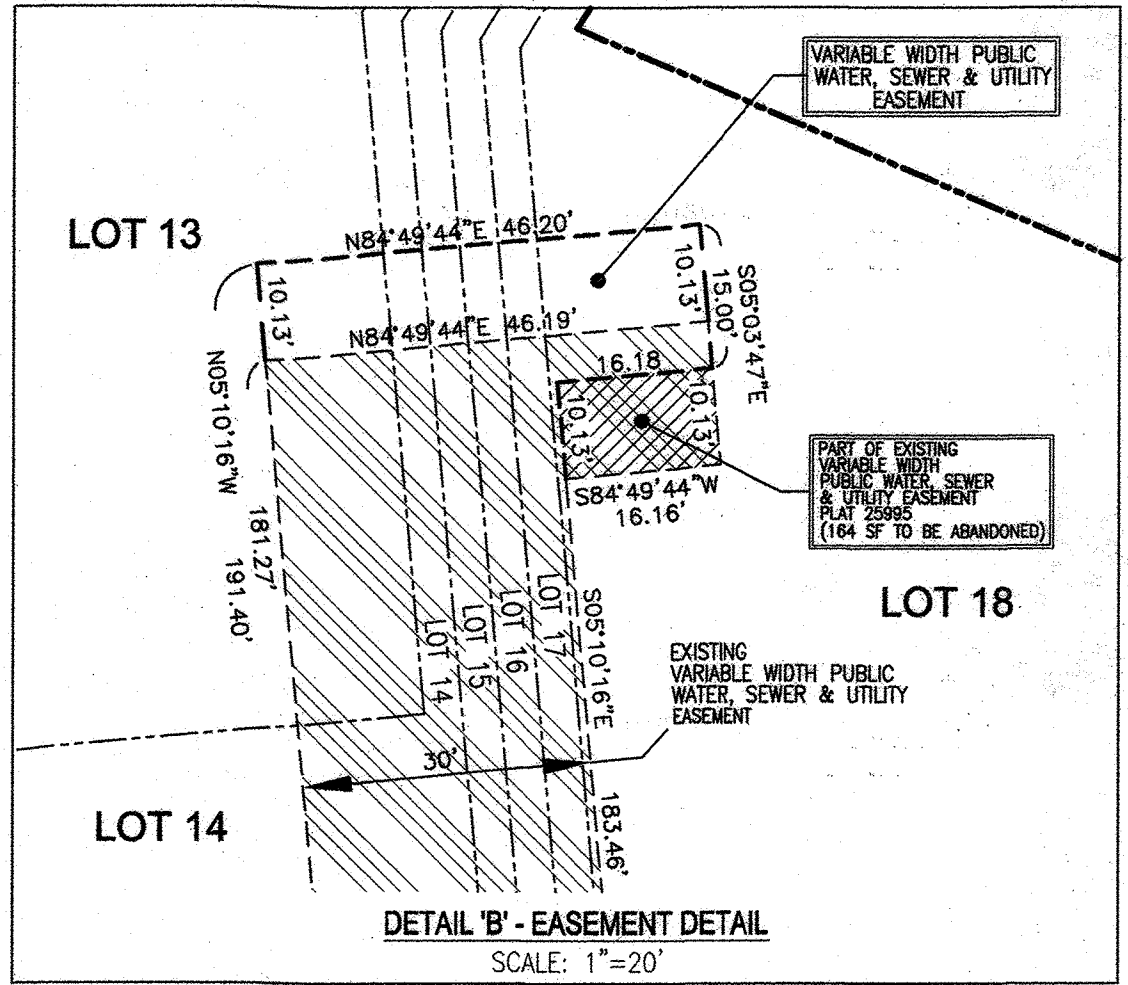 VARIABLE WIDTH PUBLIC
WATER, SEWER & UTILITY
EASEMENT
LOT 13
N84°49'44"E 46.20'
10.13'
10.13'
15.00'
S05°03'47"E
N84°49'44"E 46.19'
N05°10'16"W
181.27'
191.40'
16.18
10.13'
10.13'
S84°49'44"W
16.16'
PART OF EXISTING
VARIABLE WIDTH
PUBLIC WATER, SEWER
& UTILITY EASEMENT
PLAT 25995
(164 SF TO BE ABANDONED)
LOT 18
LOT 14
LOT 15
LOT 16
LOT 17
S05°10'16"E
183.46'
EXISTING
VARIABLE WIDTH PUBLIC
WATER, SEWER & UTILITY
EASEMENT
30'
LOT 14
DETAIL 'B' - EASEMENT DETAIL
SCALE: 1"=20'